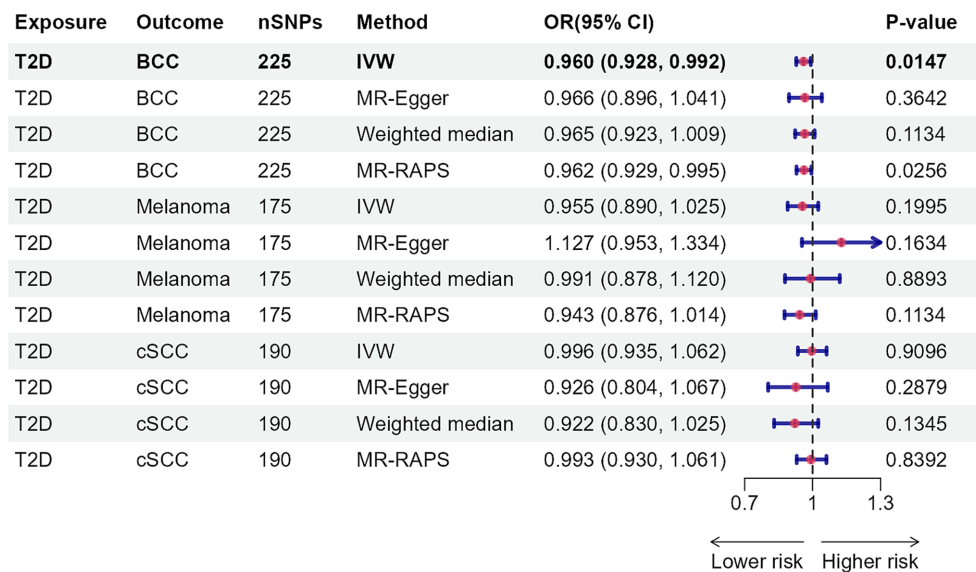 Exposure Outcome nSNPs Method OR(95% CI) P-value
T2D BCC 225 IVW 0.960 (0.928, 0.992) 0.0147
T2D BCC 225 MR-Egger 0.966 (0.896, 1.041) 0.3642
T2D BCC 225 Weighted median 0.965 (0.923, 1.009) 0.1134
T2D BCC 225 MR-RAPS 0.962 (0.929, 0.995) 0.0256
T2D Melanoma 175 IVW 0.955 (0.890, 1.025) 0.1995
T2D Melanoma 175 MR-Egger 1.127 (0.953, 1.334) 0.1634
T2D Melanoma 175 Weighted median 0.991 (0.878, 1.120) 0.8893
T2D Melanoma 175 MR-RAPS 0.943 (0.876, 1.014) 0.1134
T2D cSCC 190 IVW 0.996 (0.935, 1.062) 0.9096
T2D cSCC 190 MR-Egger 0.926 (0.804, 1.067) 0.2879
T2D cSCC 190 Weighted median 0.922 (0.830, 1.025) 0.1345
T2D cSCC 190 MR-RAPS 0.993 (0.930, 1.061) 0.8392
0.7 1 1.3
Lower risk Higher risk